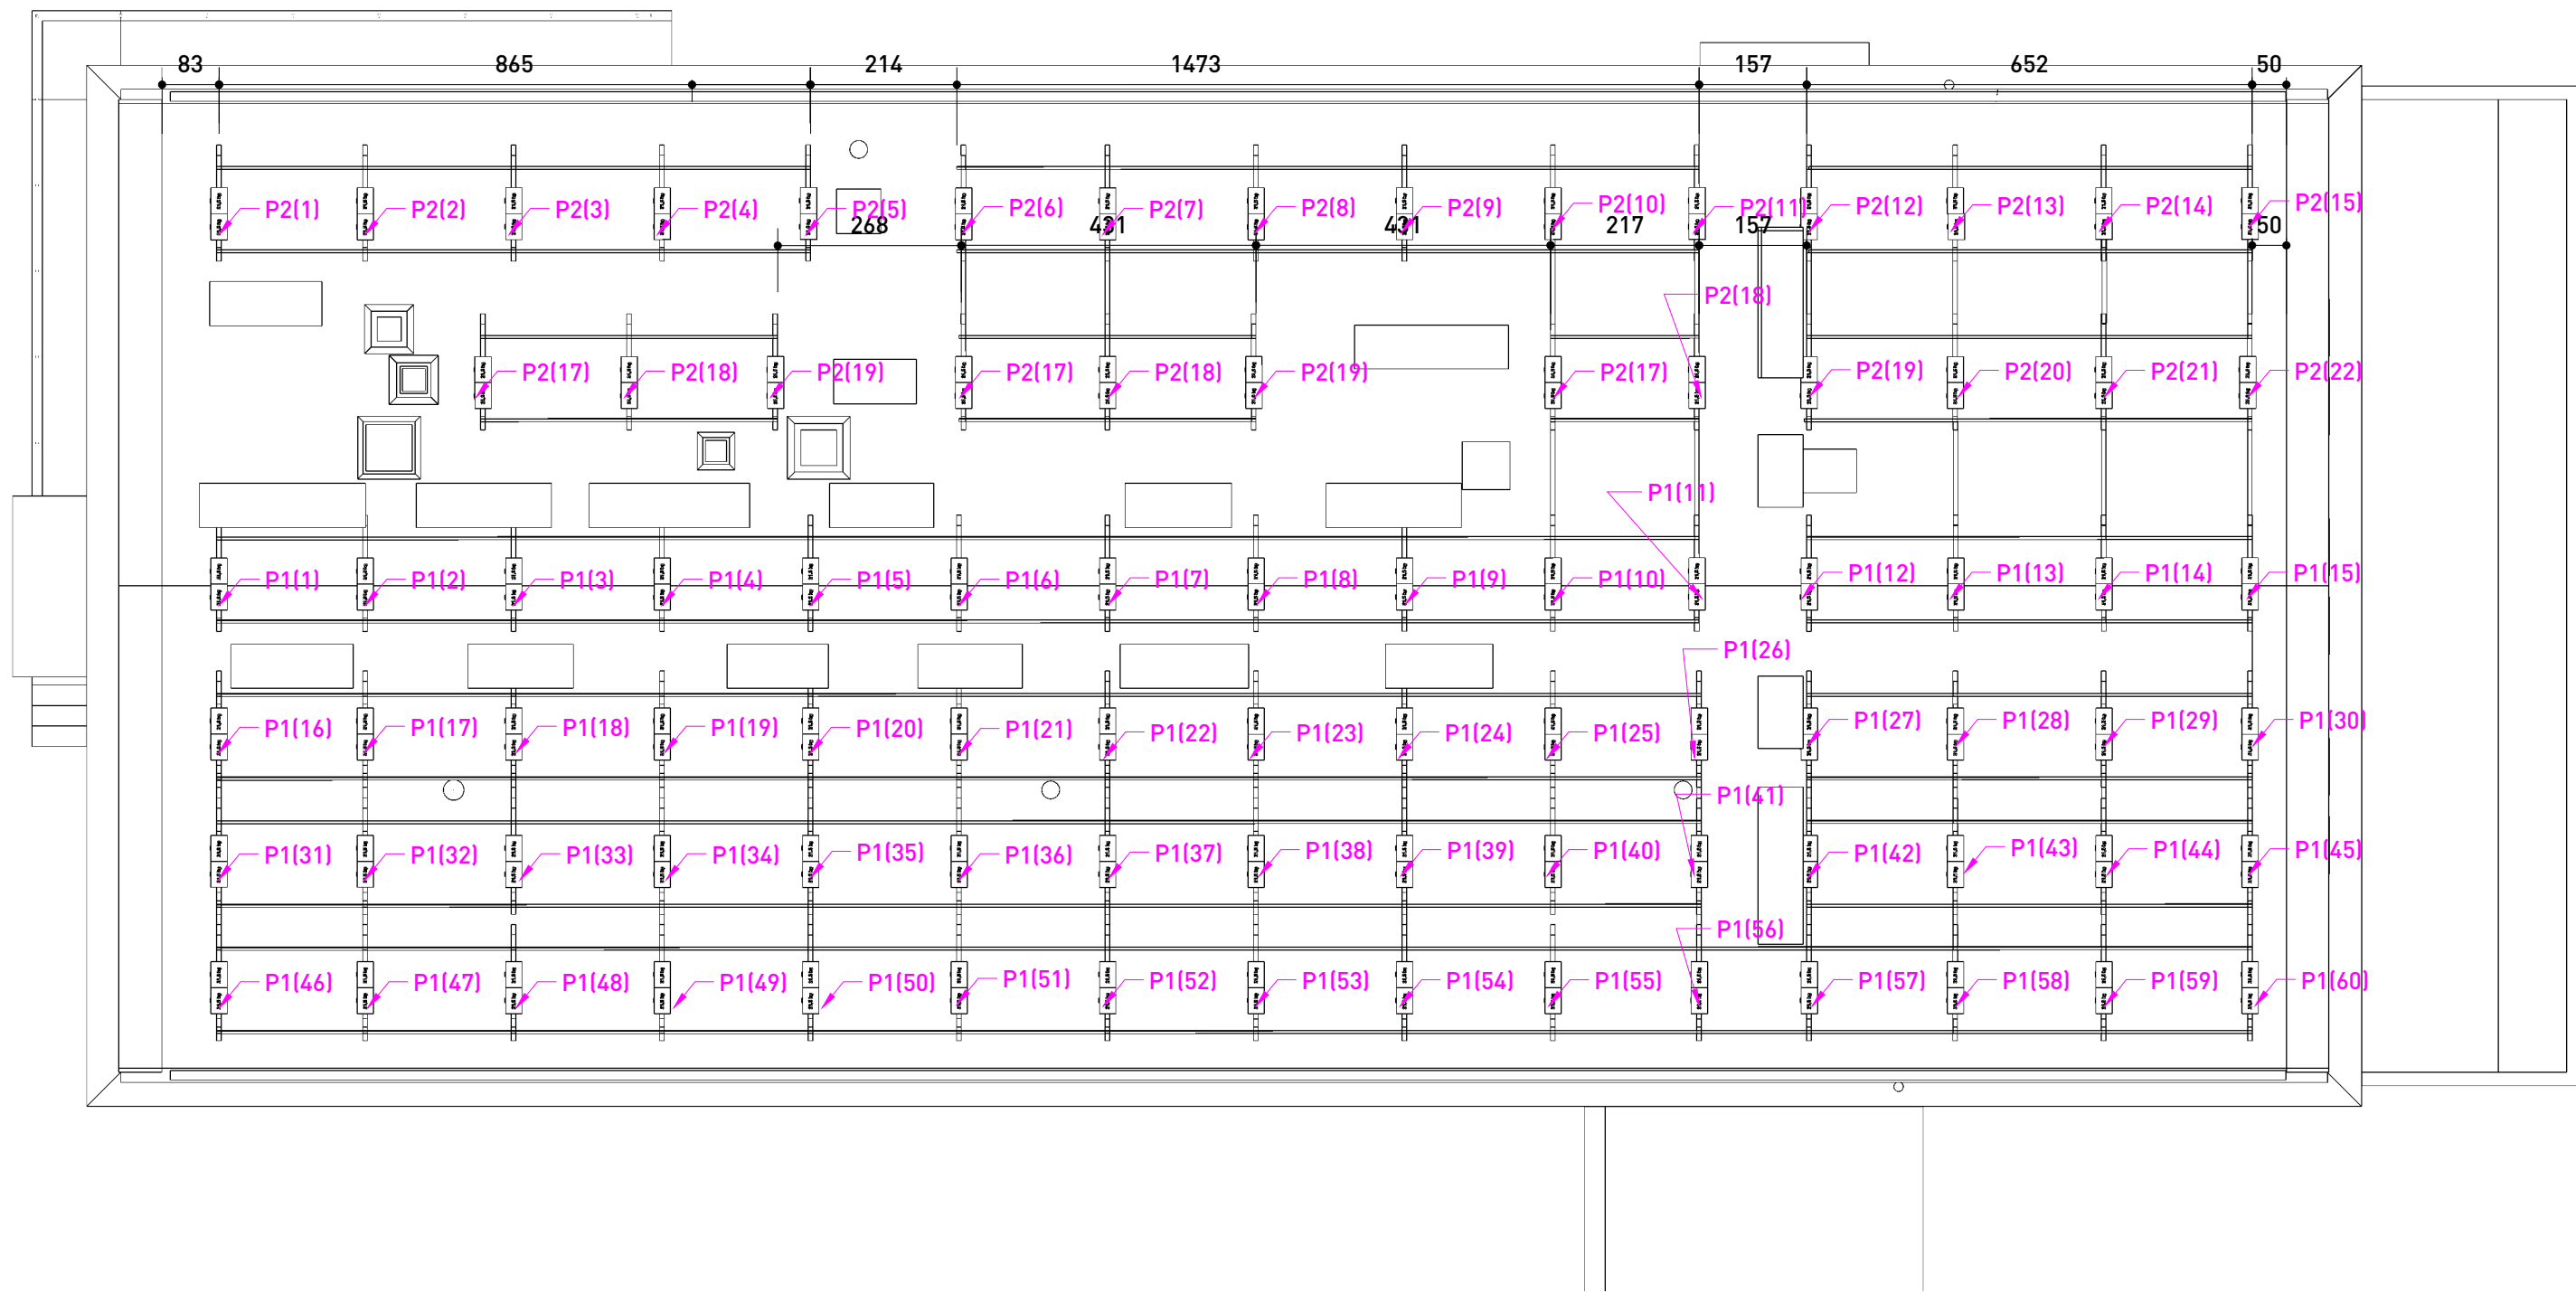 83 865 214 1473 157 652 50
P2(1) P2(2) P2(3) P2(4) P2(5) P2(6) P2(7) P2(8) P2(9) P2(10) P2(11) P2(12) P2(13) P2(14) P2(15)
268 431 431 217 157 50
P2(18)
P2(17) P2(18) P2(19) P2(17) P2(18) P2(19) P2(17) P2(19) P2(20) P2(21) P2(22)
P1(11)
P1(1) P1(2) P1(3) P1(4) P1(5) P1(6) P1(7) P1(8) P1(9) P1(10) P1(12) P1(13) P1(14) P1(15)
P1(26)
P1(16) P1(17) P1(18) P1(19) P1(20) P1(21) P1(22) P1(23) P1(24) P1(25) P1(27) P1(28) P1(29) P1(30)
P1(41)
P1(31) P1(32) P1(33) P1(34) P1(35) P1(36) P1(37) P1(38) P1(39) P1(40) P1(42) P1(43) P1(44) P1(45)
P1(56)
P1(46) P1(47) P1(48) P1(49) P1(50) P1(51) P1(52) P1(53) P1(54) P1(55) P1(57) P1(58) P1(59) P1(60)